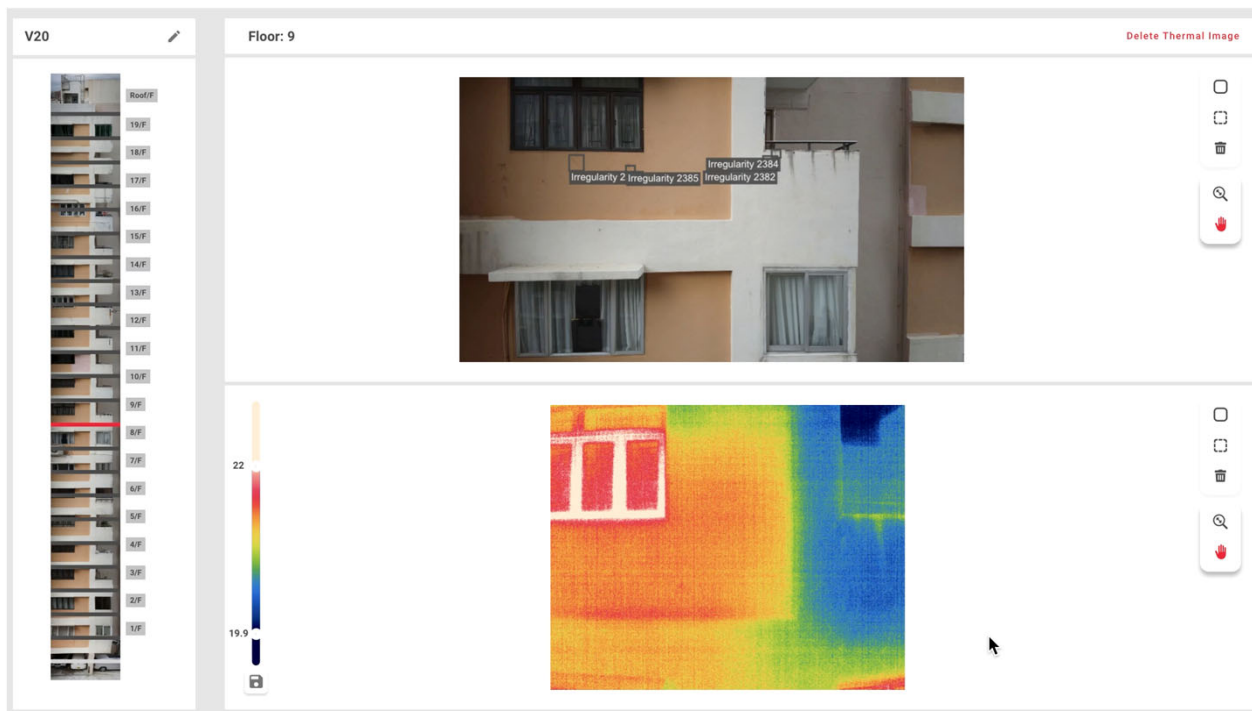 V20
Floor: 9
Delete Thermal Image
Roof/F
19/F
18/F
17/F
16/F
15/F
14/F
13/F
12/F
11/F
10/F
9/F
8/F
7/F
6/F
5/F
4/F
3/F
2/F
1/F
Irregularity 2384
Irregularity 2
Irregularity 2385
Irregularity 2382
22
19.9